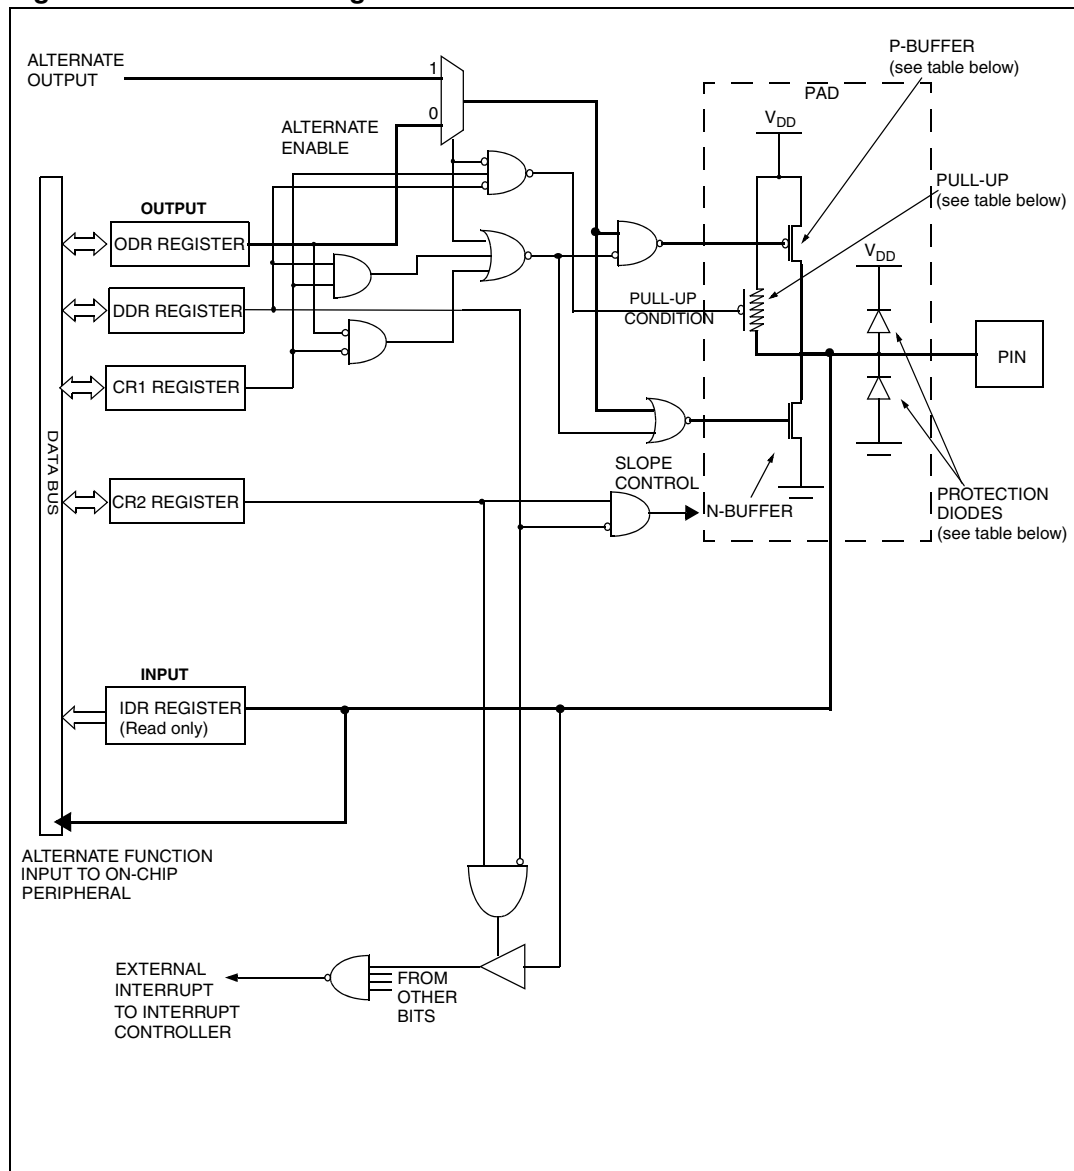 ALTERNATE
OUTPUT
1
0
ALTERNATE
ENABLE
P-BUFFER
(see table below)
PAD
VDD
PULL-UP
(see table below)
OUTPUT
ODR REGISTER
DDR REGISTER
CR1 REGISTER
CR2 REGISTER
DATA BUS
PULL-UP
CONDITION
VDD
PIN
SLOPE
CONTROL
N-BUFFER
PROTECTION
DIODES
(see table below)
INPUT
IDR REGISTER
(Read only)
ALTERNATE FUNCTION
INPUT TO ON-CHIP
PERIPHERAL
EXTERNAL
INTERRUPT
TO INTERRUPT
CONTROLLER
FROM
OTHER
BITS